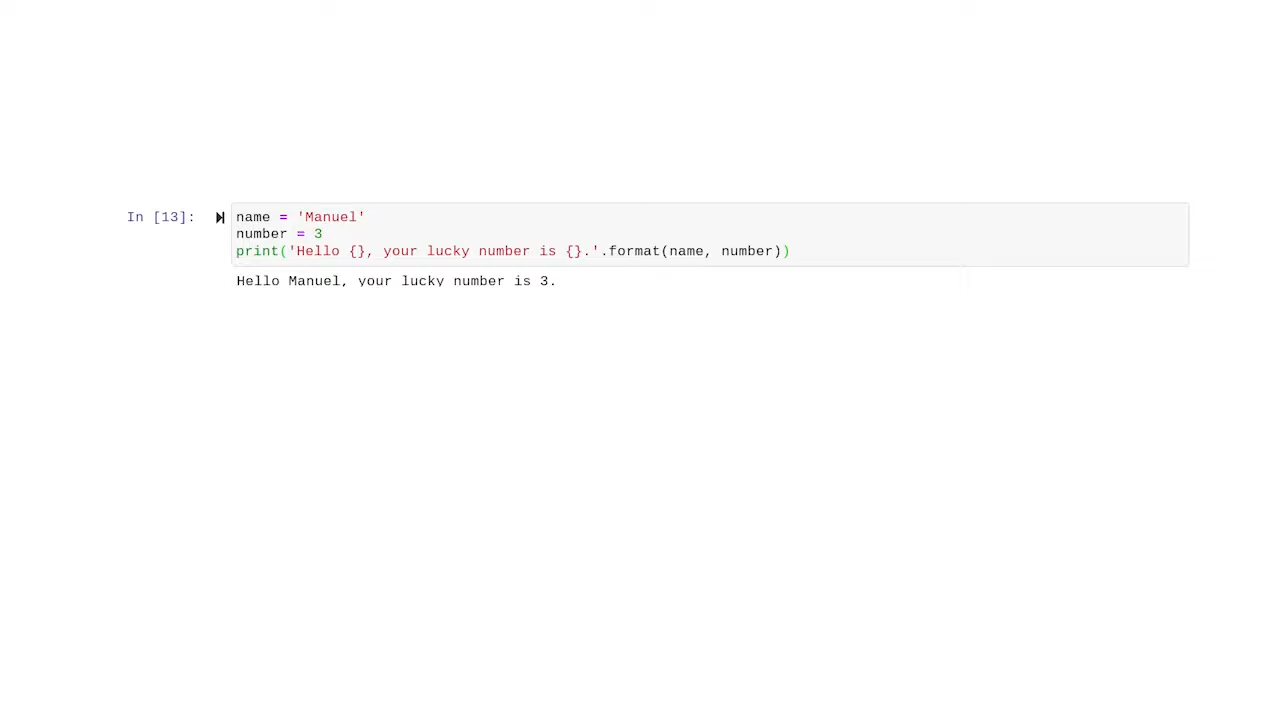 In [13]: name = 'Manuel'
number = 3
print('Hello {}, your lucky number is {}.'.format(name, number))
Hello Manuel, your lucky number is 3.